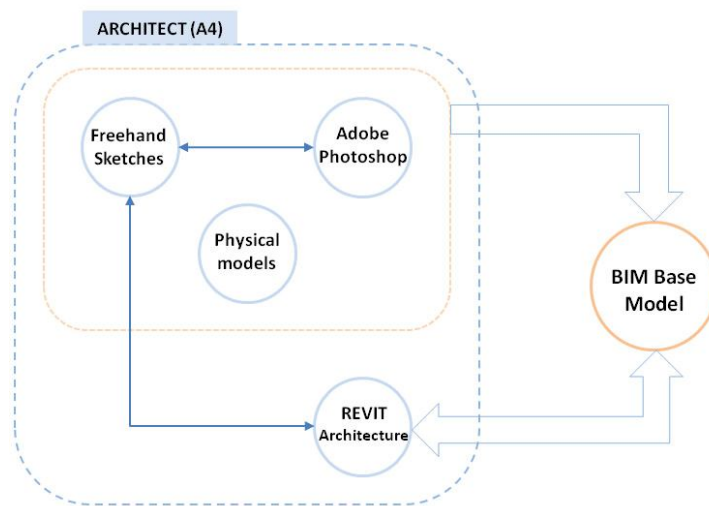 ARCHITECT (A4)
Freehand
Sketches
Adobe
Photoshop
Physical
models
BIM Base
Model
REVIT
Architecture